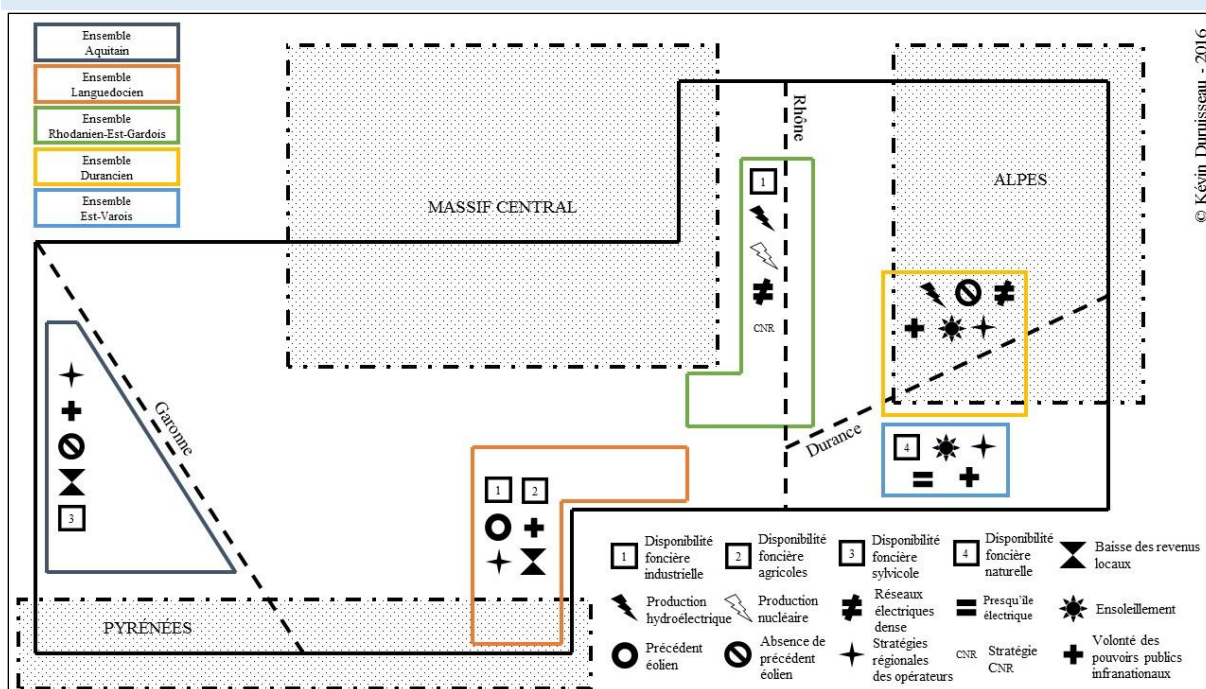 Ensemble
Aquitain
Ensemble
Languedocien
Ensemble
Rhodanien-Est-Gardois
Ensemble
Durancien
Ensemble
Est-Varois
MASSIF CENTRAL
Rhône
ALPES
© Kévin Duruisseau - 2016
1
CNR
Garonne
3
Durance
4
1 2
PYRÉNÉES
1 Disponibilité
foncière
industrielle
2 Disponibilité
foncière
agricoles
3 Disponibilité
foncière
sylvicole
4 Disponibilité
foncière
naturelle
Baisse des revenus
locaux
Production
hydroélectrique
Production
nucléaire
Réseaux
électriques
dense
Presqu'île
électrique
Ensoleillement
Précédent
éolien
Absence de
précédent
éolien
Stratégies
régionales
des opérateurs
CNR Stratégie
CNR
Volonté des
pouvoirs publics
infranationaux